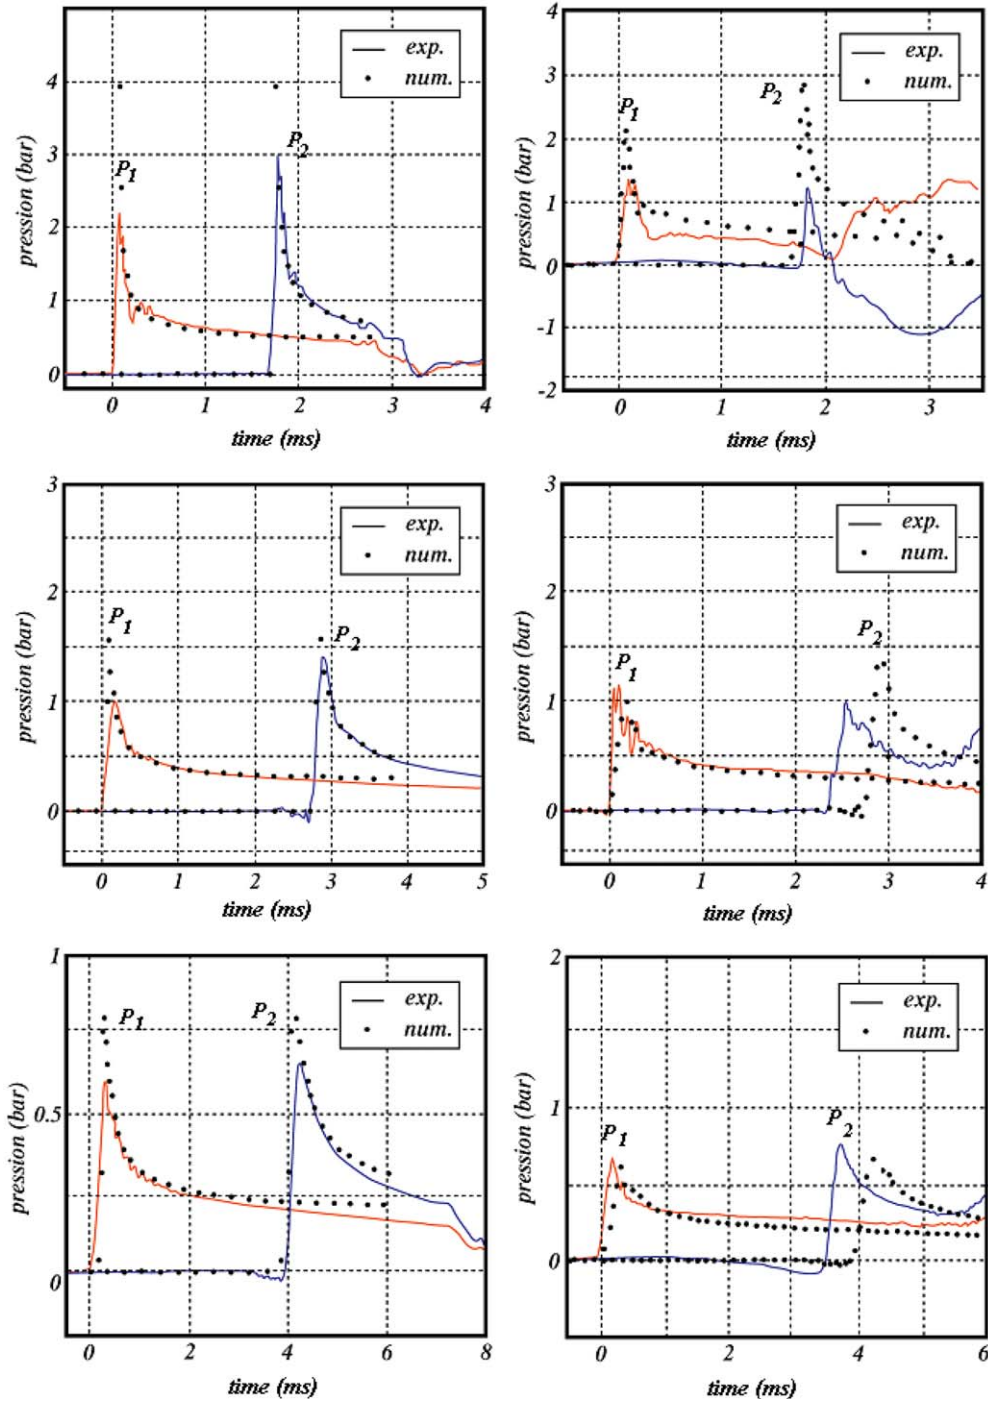 exp.
num.
4
3
2
1
0
P1
P2
pression (bar)
0 1 2 3 4
time (ms)
exp.
num.
4
3
2
1
0
-1
-2
P1
P2
pression (bar)
0 1 2 3
time (ms)
exp.
num.
3
2
1
0
P1
P2
pression (bar)
0 1 2 3 4 5
time (ms)
exp.
num.
3
2
1
0
P1
P2
pression (bar)
0 1 2 3 4
time (ms)
exp.
num.
1
0.5
0
P1
P2
pression (bar)
0 2 4 6 8
time (ms)
exp.
num.
2
1
0
P1
P2
pression (bar)
0 2 4 6
time (ms)